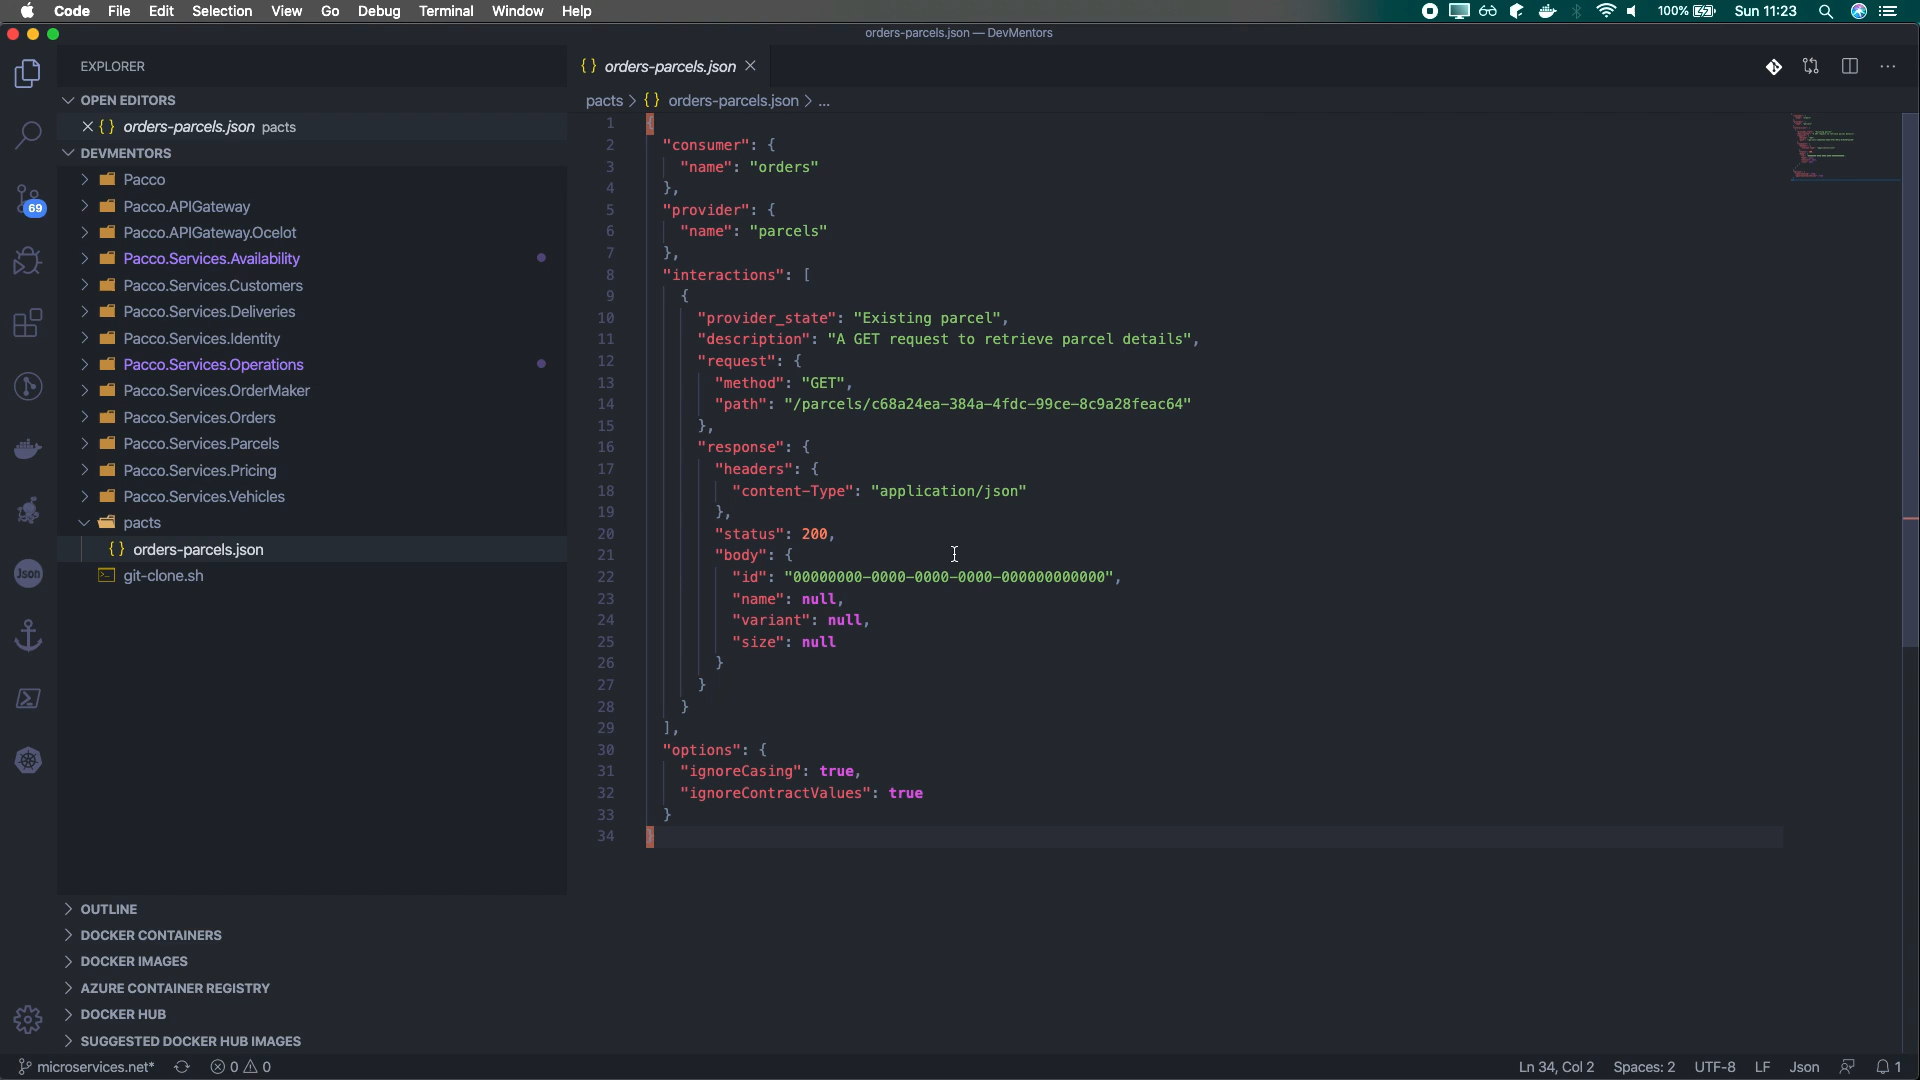 Code File Edit Selection View Go Debug Terminal Window Help 100% Sun 11:23
orders-parcels.json — DevMentors
EXPLORER
OPEN EDITORS
orders-parcels.json pacts
DEVMENTORS
Pacco
Pacco.APIGateway
Pacco.APIGateway.Ocelot
Pacco.Services.Availability
Pacco.Services.Customers
Pacco.Services.Deliveries
Pacco.Services.Identity
Pacco.Services.Operations
Pacco.Services.OrderMaker
Pacco.Services.Orders
Pacco.Services.Parcels
Pacco.Services.Pricing
Pacco.Services.Vehicles
pacts
{} orders-parcels.json
git-clone.sh
69
Json
OUTLINE
DOCKER CONTAINERS
DOCKER IMAGES
AZURE CONTAINER REGISTRY
DOCKER HUB
SUGGESTED DOCKER HUB IMAGES
{} orders-parcels.json
pacts > {} orders-parcels.json > ...
1 {
2 "consumer": {
3 "name": "orders"
4 },
5 "provider": {
6 "name": "parcels"
7 },
8 "interactions": [
9 {
10 "provider_state": "Existing parcel",
11 "description": "A GET request to retrieve parcel details",
12 "request": {
13 "method": "GET",
14 "path": "/parcels/c68a24ea-384a-4fdc-99ce-8c9a28feac64"
15 },
16 "response": {
17 "headers": {
18 "content-Type": "application/json"
19 },
20 "status": 200,
21 "body": {
22 "id": "00000000-0000-0000-0000-000000000000",
23 "name": null,
24 "variant": null,
25 "size": null
26 }
27 }
28 }
29 ],
30 "options": {
31 "ignoreCasing": true,
32 "ignoreContractValues": true
33 }
34 }
microservices.net* 0 0 Ln 34, Col 2 Spaces: 2 UTF-8 LF Json 1